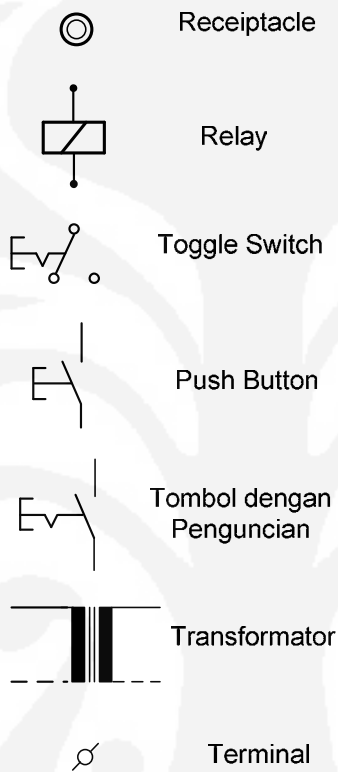 Receiptacle
Relay
Toggle Switch
Push Button
Tombol dengan
Penguncian
Transformator
Terminal